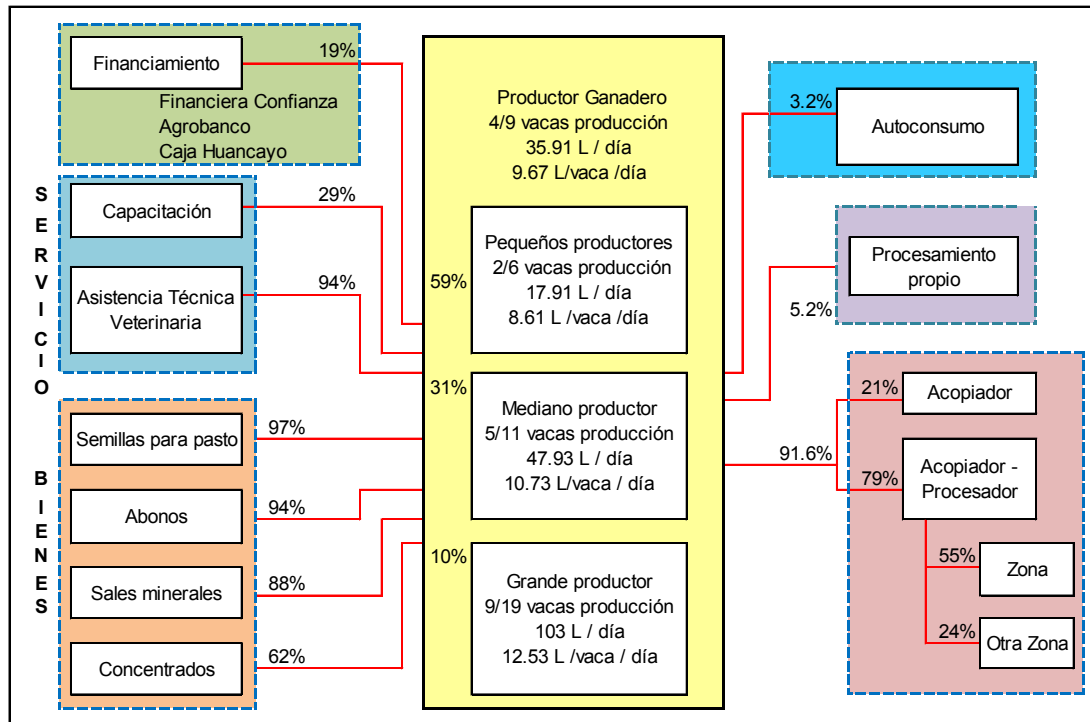 SERVICIO
BIENES
Financiamiento
19%
Financiera Confianza
Agrobanco
Caja Huancayo
Capacitación
29%
Asistencia Técnica
Veterinaria
94%
Semillas para pasto
97%
Abonos
94%
Sales minerales
88%
Concentrados
62%
Productor Ganadero
4/9 vacas producción
35.91 L / día
9.67 L/vaca /día
59%
Pequeños productores
2/6 vacas producción
17.91 L / día
8.61 L /vaca /día
31%
Mediano productor
5/11 vacas producción
47.93 L / día
10.73 L/vaca / día
10%
Grande productor
9/19 vacas producción
103 L / día
12.53 L /vaca / día
3.2%
Autoconsumo
Procesamiento
propio
5.2%
91.6%
21%
Acopiador
79%
Acopiador -
Procesador
55%
Zona
24%
Otra Zona